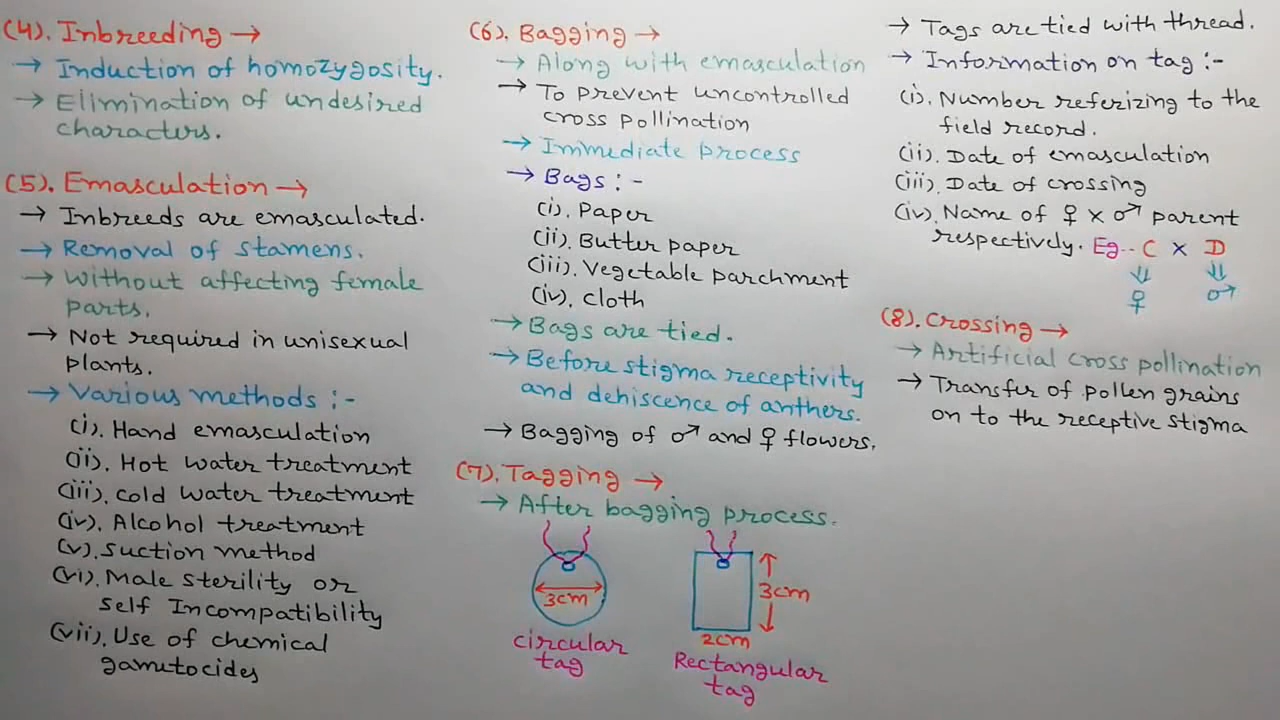 (4). Inbreeding →
→ Induction of homozygosity.
→ Elimination of undesired
characters.
(5). Emasculation →
→ Inbreeds are emasculated.
→ Removal of stamens.
→ Without affecting female
parts.
→ Not required in unisexual
plants.
→ Various methods :-
(i). Hand emasculation
(ii). Hot water treatment
(iii). Cold water treatment
(iv). Alcohol treatment
(v). Suction method
(vi). Male sterility or
self Incompatibility
(vii). Use of chemical
gametocides
(6). Bagging →
→ Along with emasculation
→ To prevent uncontrolled
cross pollination
→ Immediate process
→ Bags :-
(i). Paper
(ii). Butter paper
(iii). Vegetable parchment
(iv). Cloth
→ Bags are tied.
→ Before stigma receptivity
and dehiscence of anthers.
→ Bagging of ♂ and ♀ flowers.
(7). Tagging →
→ After bagging process.
3cm
circular
tag
3cm
2cm
Rectangular
tag
→ Tags are tied with thread.
→ Information on tag :-
(i). Number referizing to the
field record.
(ii). Date of emasculation
(iii). Date of crossing
(iv). Name of ♀ x ♂ parent
respectively. Eg.. C x D
⇓ ⇓
♀ ♂
(8). Crossing →
→ Artificial cross pollination
→ Transfer of pollen grains
on to the receptive stigma